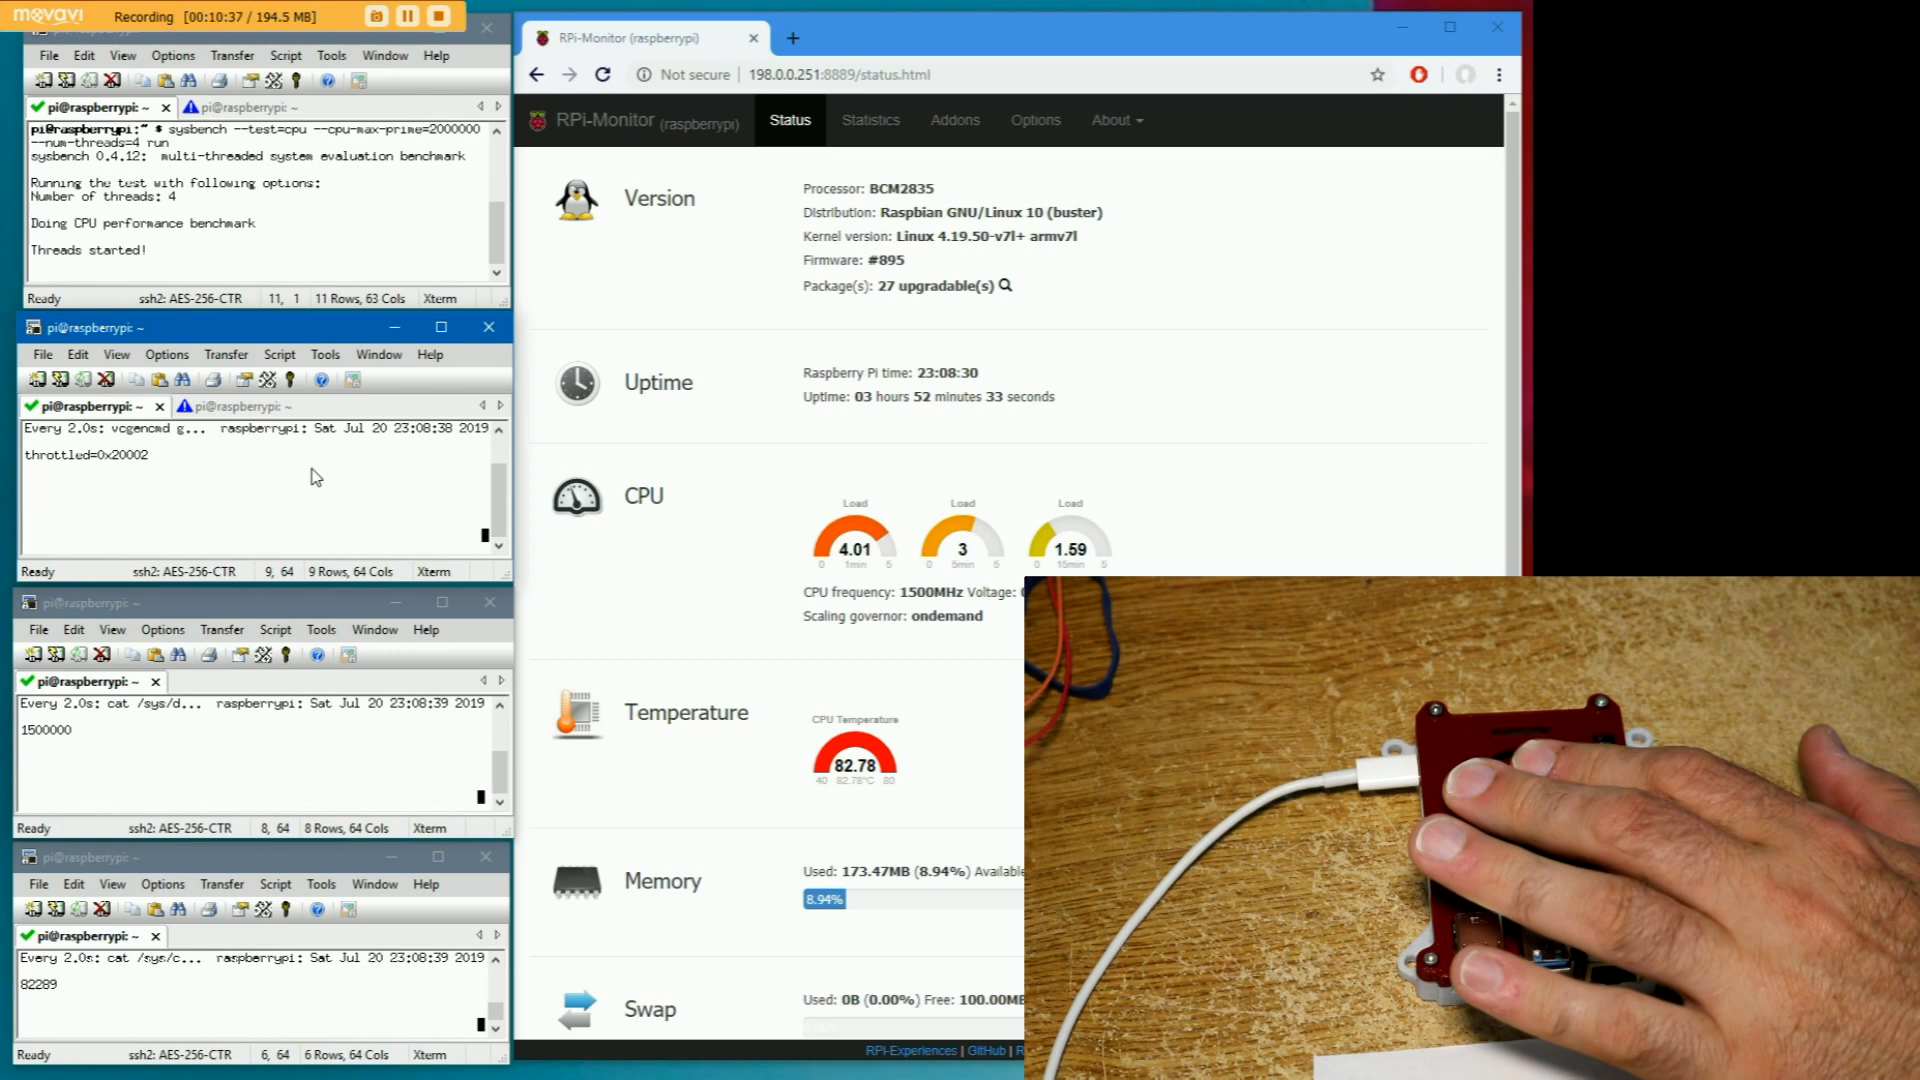 movavi Recording [00:10:37 / 194.5 MB]
File Edit View Options Transfer Script Tools Window Help
pi@raspberrypi: ~ pi@raspberrypi: ~
pi@raspberrypi:~ $ sysbench --test=cpu --cpu-max-prime=2000000
--num-threads=4 run
sysbench 0.4.12: multi-threaded system evaluation benchmark
Running the test with following options:
Number of threads: 4
Doing CPU performance benchmark
Threads started!
Ready ssh2: AES-256-CTR 11, 1 11 Rows, 63 Cols Xterm
pi@raspberrypi: ~
File Edit View Options Transfer Script Tools Window Help
pi@raspberrypi: ~ pi@raspberrypi: ~
Every 2.0s: vcgencmd g... raspberrypi: Sat Jul 20 23:08:38 2019
throttled=0x20002
Ready ssh2: AES-256-CTR 9, 64 9 Rows, 64 Cols Xterm
pi@raspberrypi: ~
File Edit View Options Transfer Script Tools Window Help
pi@raspberrypi: ~
Every 2.0s: cat /sys/d... raspberrypi: Sat Jul 20 23:08:39 2019
1500000
Ready ssh2: AES-256-CTR 8, 64 8 Rows, 64 Cols Xterm
pi@raspberrypi: ~
File Edit View Options Transfer Script Tools Window Help
pi@raspberrypi: ~
Every 2.0s: cat /sys/c... raspberrypi: Sat Jul 20 23:08:39 2019
82289
Ready ssh2: AES-256-CTR 6, 64 6 Rows, 64 Cols Xterm
RPi-Monitor (raspberrypi)
Not secure 198.0.0.251:8889/status.html
RPi-Monitor (raspberrypi) Status Statistics Addons Options About
Version
Processor: BCM2835
Distribution: Raspbian GNU/Linux 10 (buster)
Kernel version: Linux 4.19.50-v7l+ armv7l
Firmware: #895
Package(s): 27 upgradable(s)
Uptime
Raspberry Pi time: 23:08:30
Uptime: 03 hours 52 minutes 33 seconds
CPU
Load Load Load
4.01 3 1.59
0 1min 5 0 5min 5 0 15min 5
CPU frequency: 1500MHz Voltage:
Scaling governor: ondemand
Temperature
CPU Temperature
82.78
40 82.78°C 80
Memory
Used: 173.47MB (8.94%) Available
8.94%
Swap
Used: 0B (0.00%) Free: 100.00MB
RPi-Experiences | GitHub | R